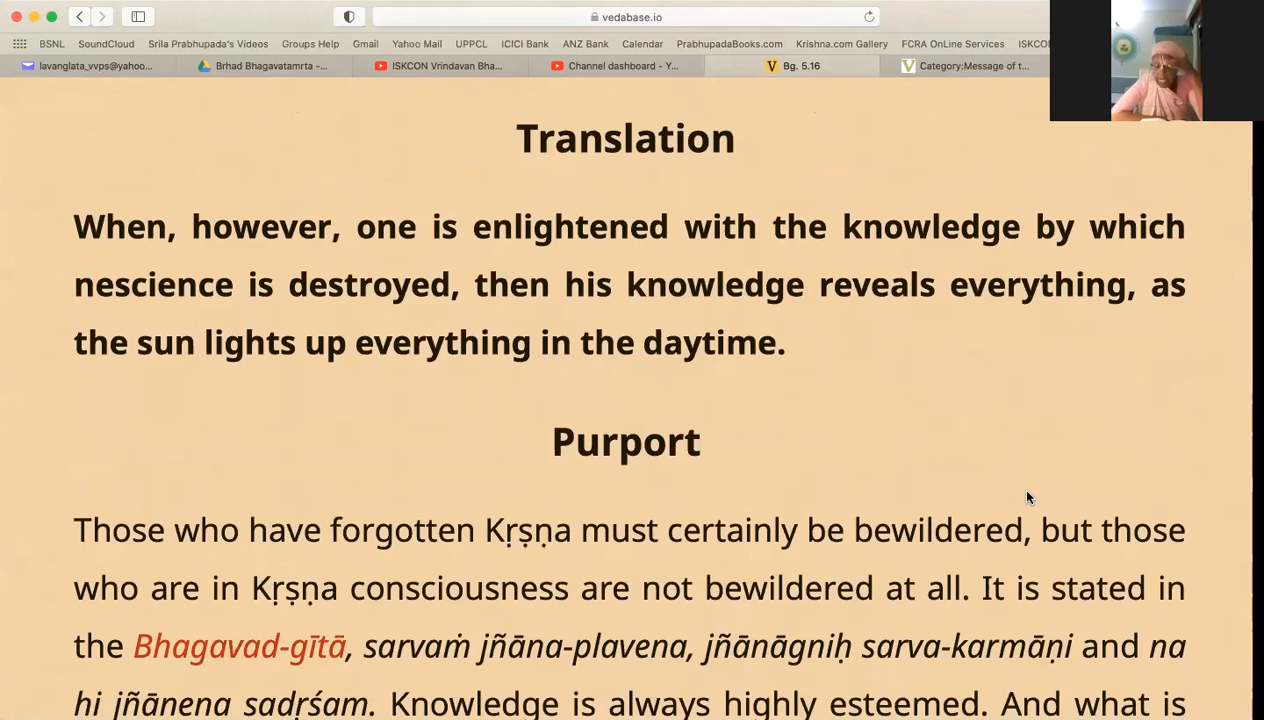 vedabase.io
BSNL SoundCloud Srila Prabhupada's Videos Groups Help Gmail Yahoo Mail UPPCL ICICI Bank ANZ Bank Calendar PrabhupadaBooks.com Krishna.com Gallery FCRA OnLine Services ISKCO
lavanglata_vvps@yahoo... Brhad Bhagavatamrta –... ISKCON Vrindavan Bha... Channel dashboard - Y... Bg. 5.16 Category:Message of t...
Translation
When, however, one is enlightened with the knowledge by which
nescience is destroyed, then his knowledge reveals everything, as
the sun lights up everything in the daytime.
Purport
Those who have forgotten Kṛṣṇa must certainly be bewildered, but those
who are in Kṛṣṇa consciousness are not bewildered at all. It is stated in
the Bhagavad-gītā, sarvaṁ jñāna-plavena, jñānāgniḥ sarva-karmāṇi and na
hi jñānena sadṛśam. Knowledge is always highly esteemed. And what is